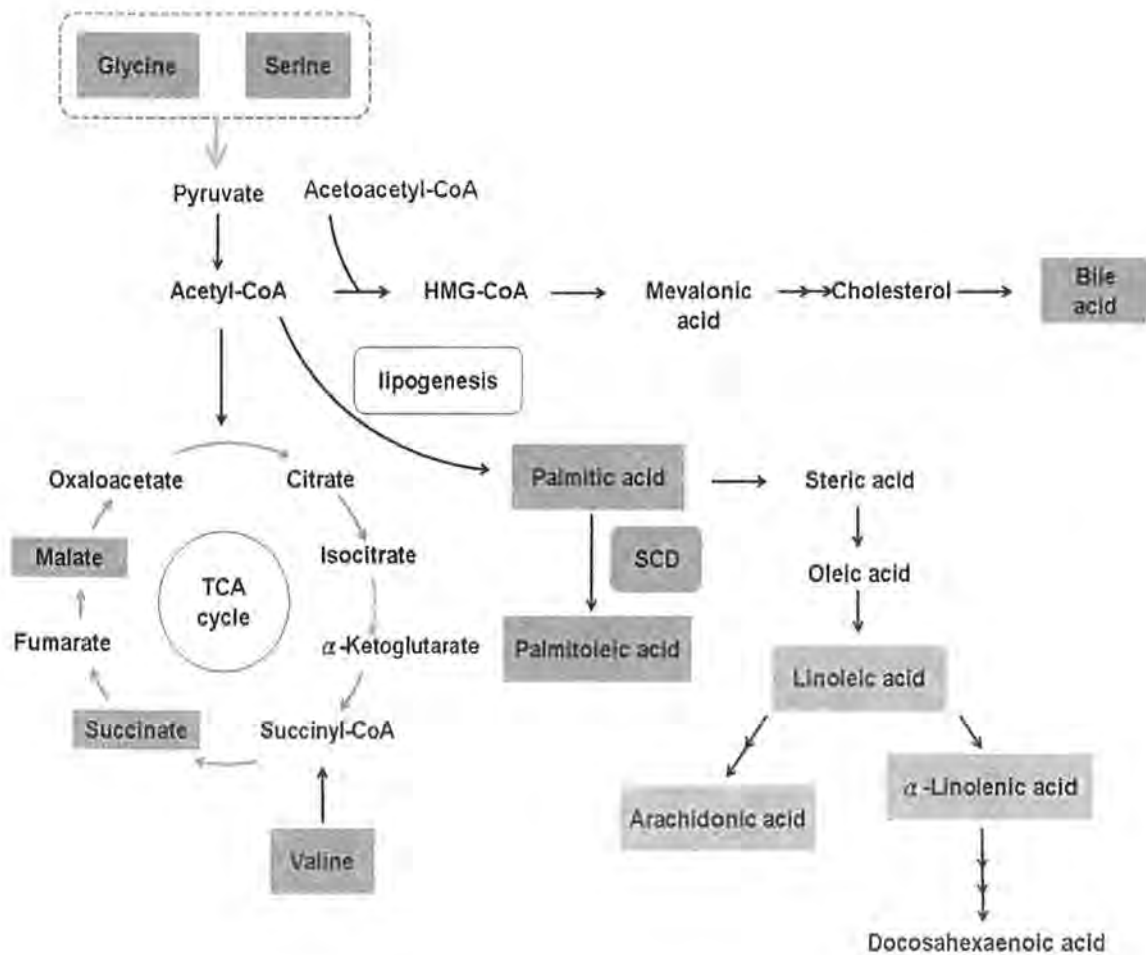 Glycine
Serine
Pyruvate
Acetoacetyl-CoA
Acetyl-CoA
HMG-CoA
Mevalonic
acid
Cholesterol
Bile
acid
lipogenesis
Oxaloacetate
Citrate
Palmitic acid
Steric acid
Malate
TCA
cycle
Isocitrate
SCD
Oleic acid
Fumarate
α-Ketoglutarate
Palmitoleic acid
Linoleic acid
Succinate
Succinyl-CoA
Arachidonic acid
α-Linolenic acid
Valine
Docosahexaenoic acid